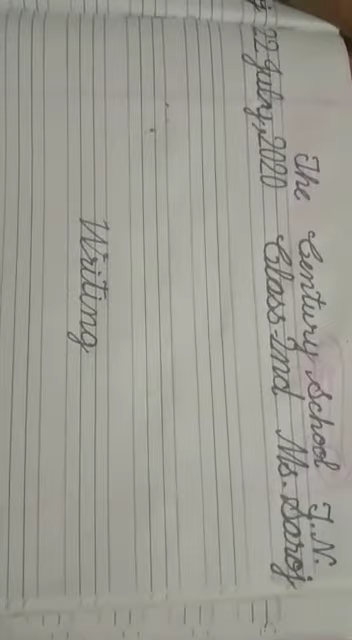 The Century School J.N.
22 July, 2020 Class-2nd Ms. Saroj
Writing